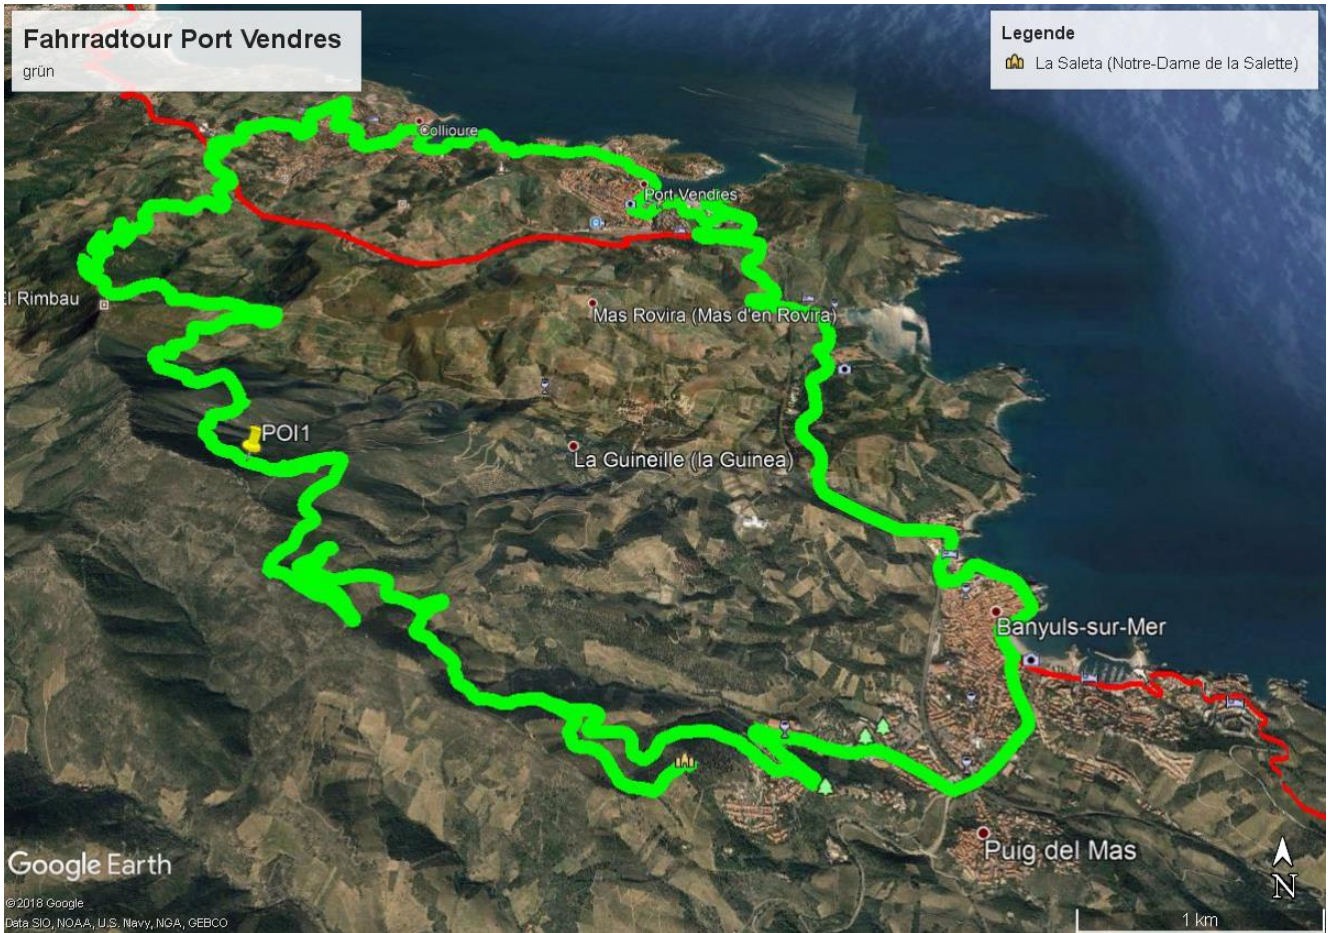 Fahrradtour Port Vendres
grün
Legende
La Saleta (Notre-Dame de la Salette)
Collioure
Port Vendres
El Rimbau
Mas Rovira (Mas d'en Rovira)
POI1
La Guineille (la Guinea)
Banyuls-sur-Mer
Puig del Mas
Google Earth
N
©2018 Google
Data SIO, NOAA, U.S. Navy, NGA, GEBCO
1 km